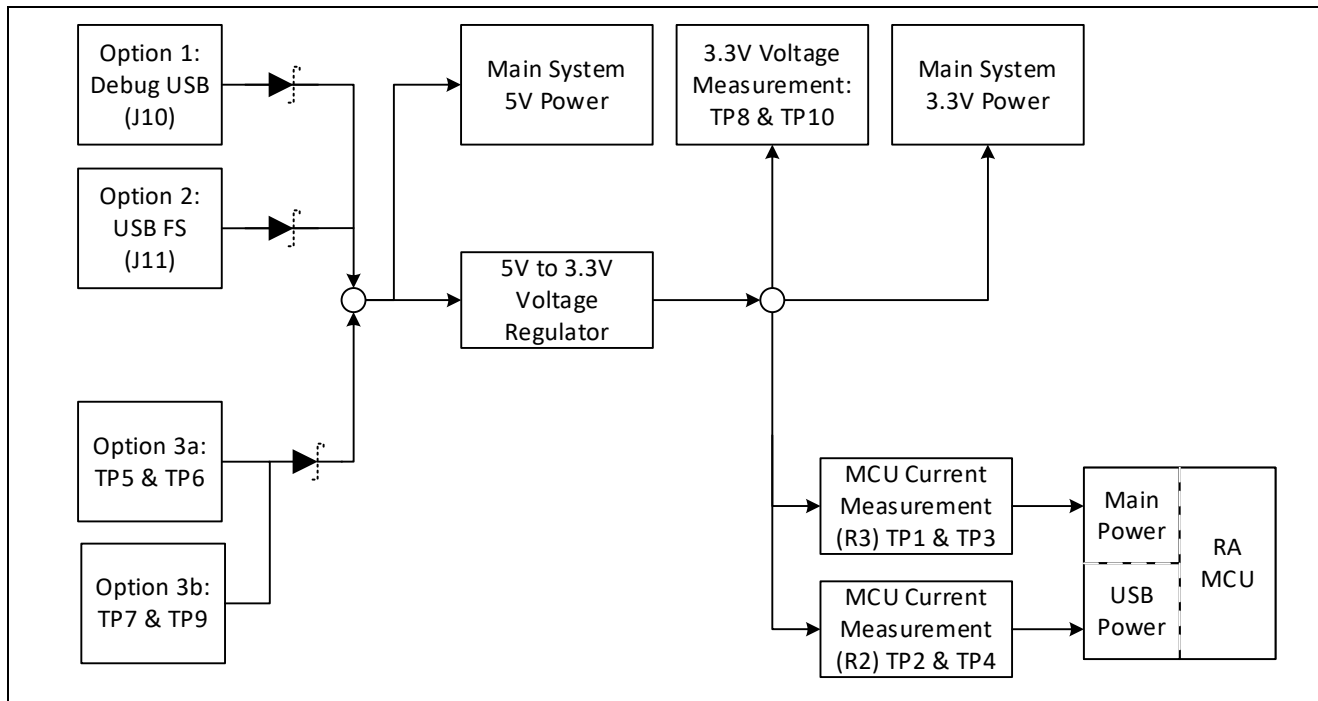 Option 1:
Debug USB
(J10)
Main System
5V Power
3.3V Voltage
Measurement:
TP8 & TP10
Main System
3.3V Power
Option 2:
USB FS
(J11)
5V to 3.3V
Voltage
Regulator
Option 3a:
TP5 & TP6
Option 3b:
TP7 & TP9
MCU Current
Measurement
(R3) TP1 & TP3
MCU Current
Measurement
(R2) TP2 & TP4
Main
Power
USB
Power
RA
MCU